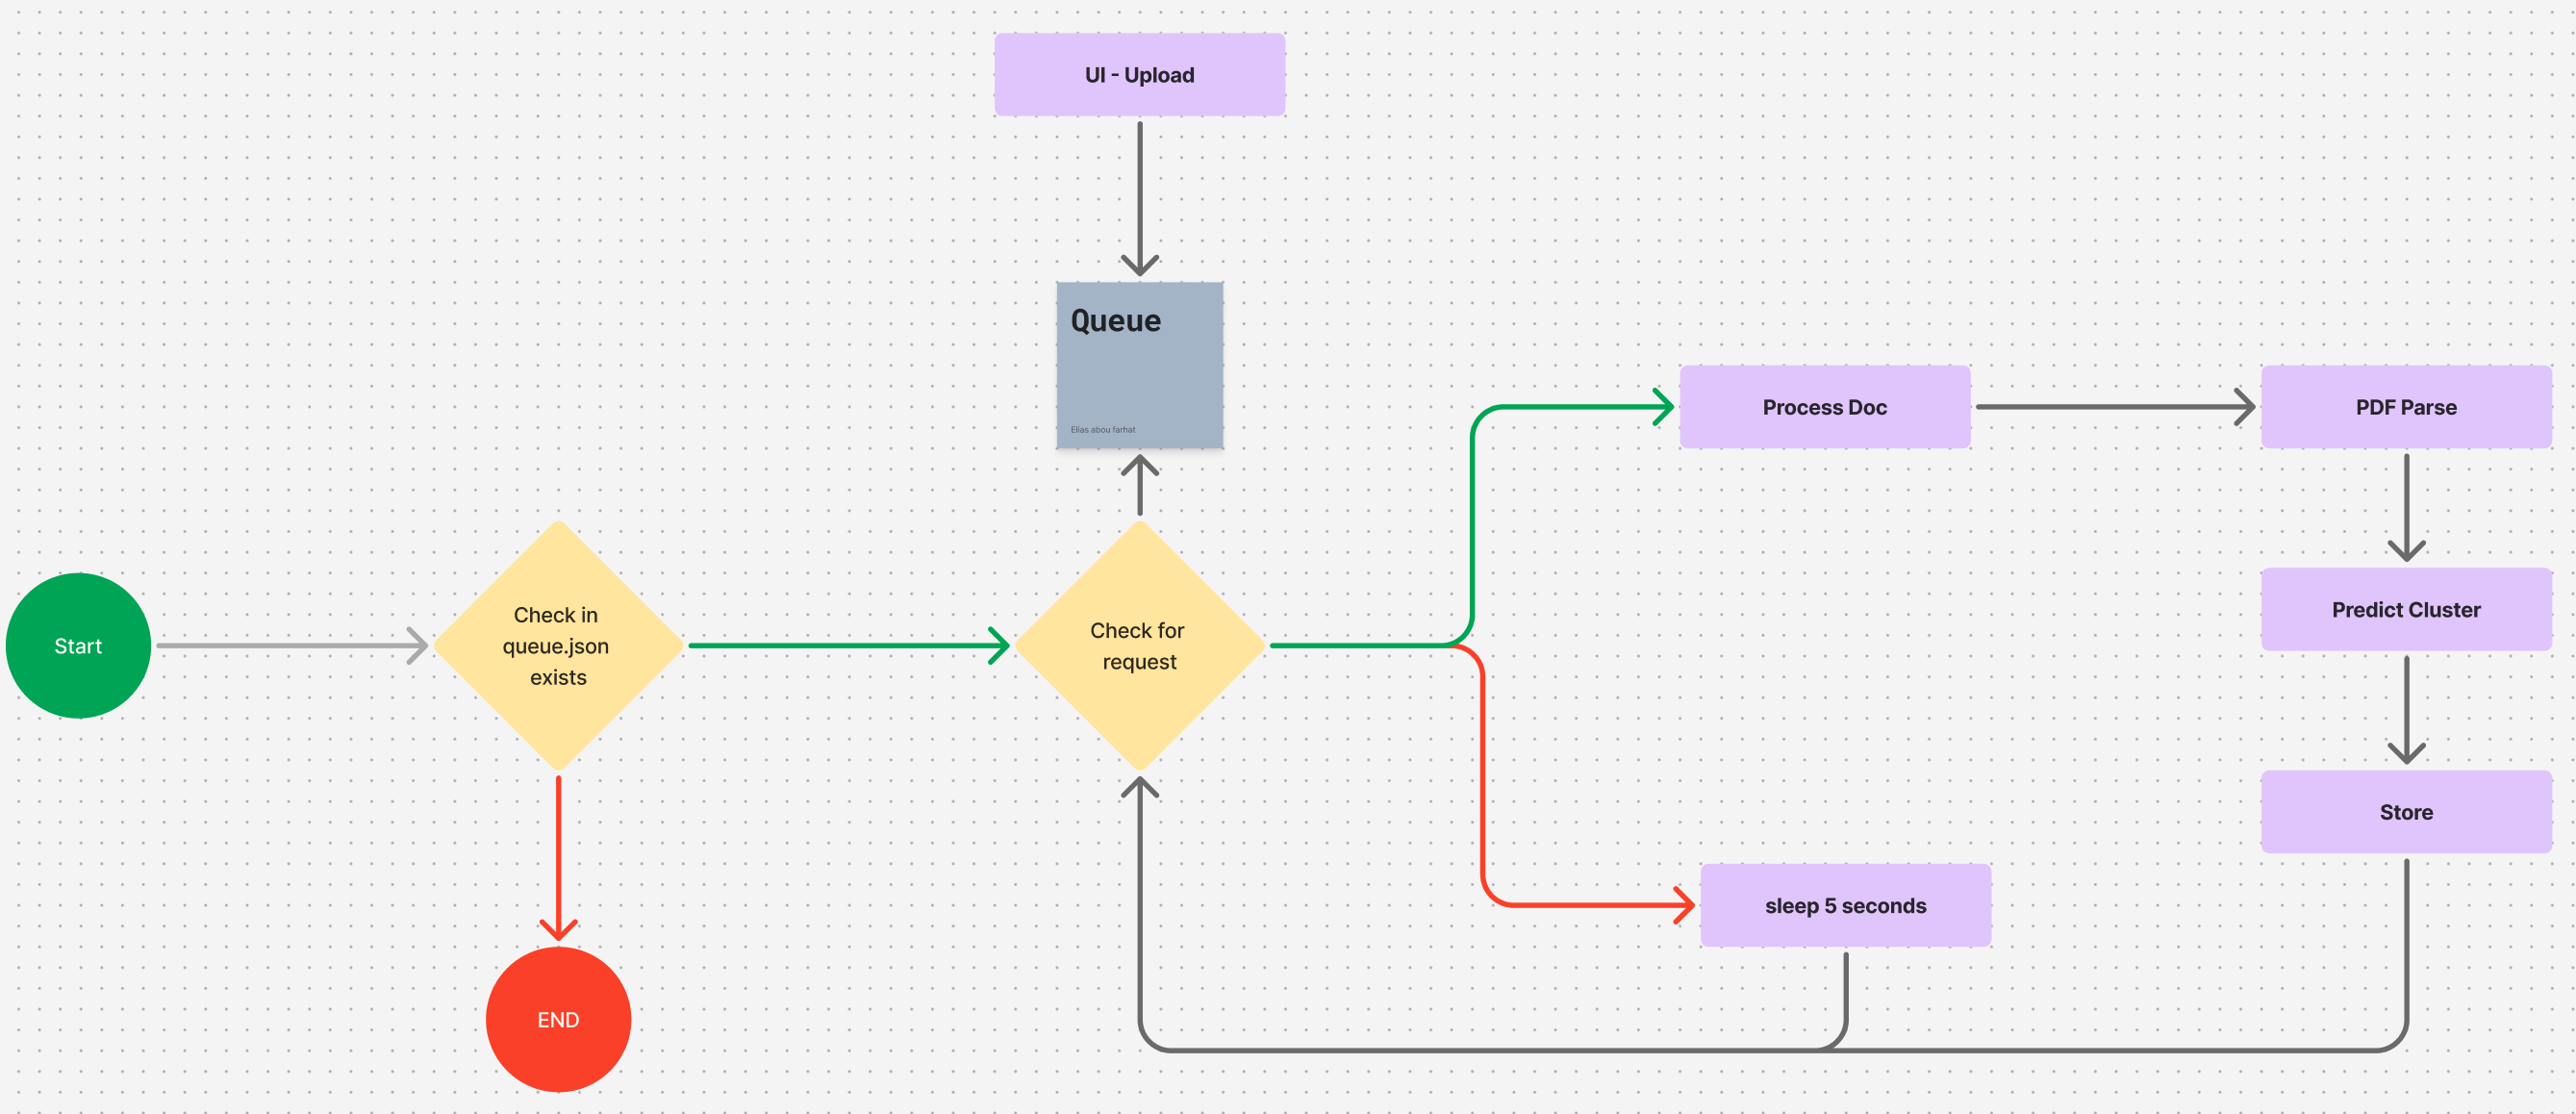 UI - Upload
Queue
Elias abou farhat
Process Doc
PDF Parse
Start
Check in
queue.json
exists
Check for
request
Predict Cluster
Store
sleep 5 seconds
END